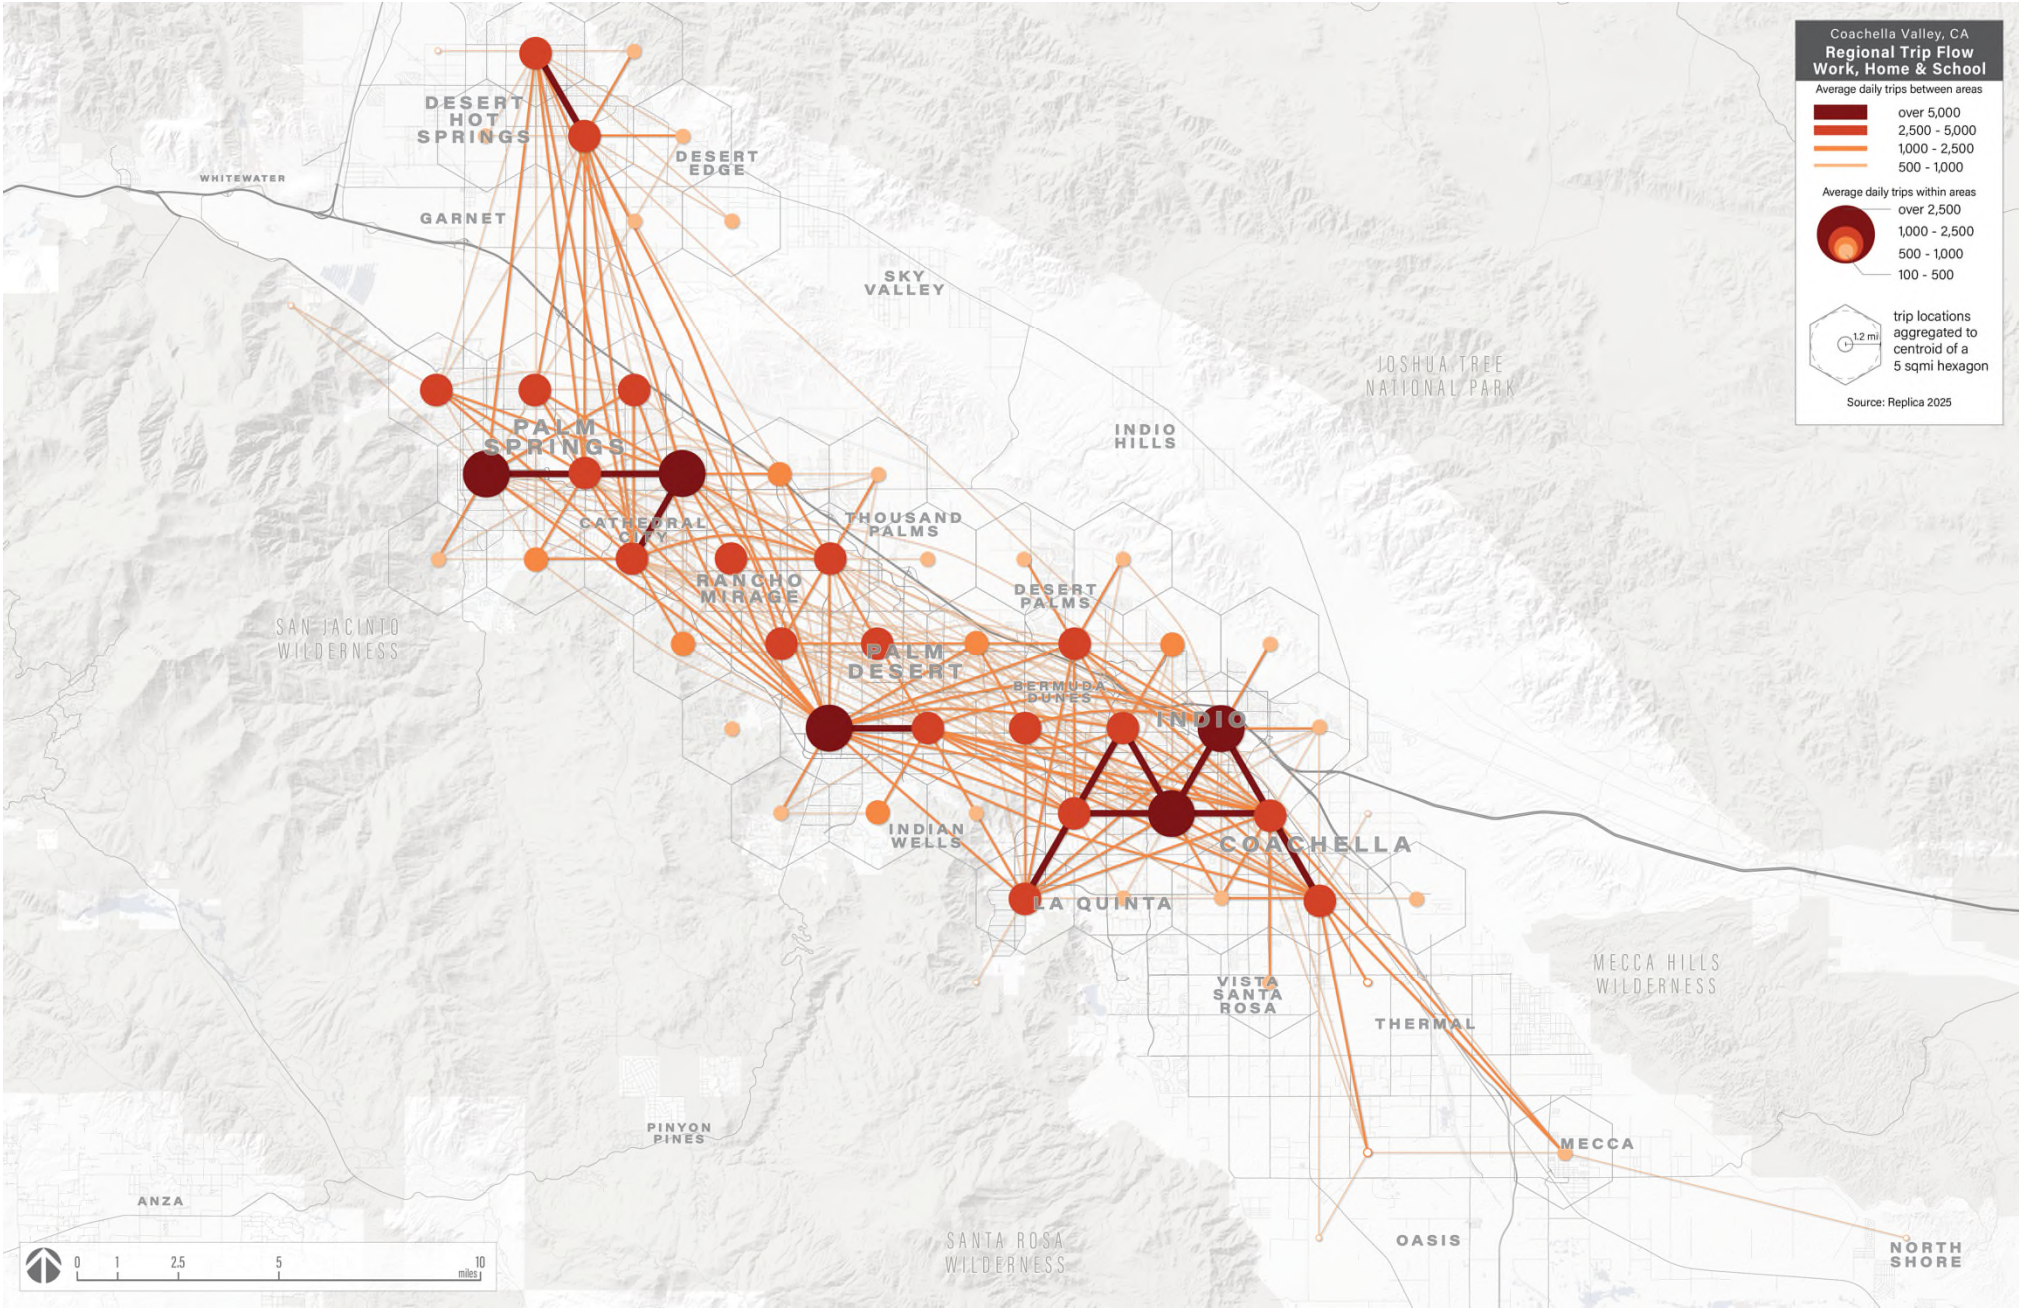 Coachella Valley, CA
Regional Trip Flow
Work, Home & School
Average daily trips between areas
over 5,000
2,500 - 5,000
1,000 - 2,500
500 - 1,000
Average daily trips within areas
over 2,500
1,000 - 2,500
500 - 1,000
100 - 500
1.2 mi
trip locations
aggregated to
centroid of a
5 sqmi hexagon
Source: Replica 2025
DESERT
HOT
SPRINGS
DESERT
EDGE
WHITEWATER
GARNET
SKY
VALLEY
JOSHUA TREE
NATIONAL PARK
INDIO
HILLS
PALM
SPRINGS
CATHEDRAL
CITY
THOUSAND
PALMS
RANCHO
MIRAGE
DESERT
PALMS
SAN JACINTO
WILDERNESS
PALM
DESERT
BERMUDA
DUNES
INDIO
INDIAN
WELLS
COACHELLA
LA QUINTA
VISTA
SANTA
ROSA
MECCA HILLS
WILDERNESS
THERMAL
PINYON
PINES
MECCA
ANZA
SANTA ROSA
WILDERNESS
OASIS
NORTH
SHORE
0 1 2.5 5 10
miles